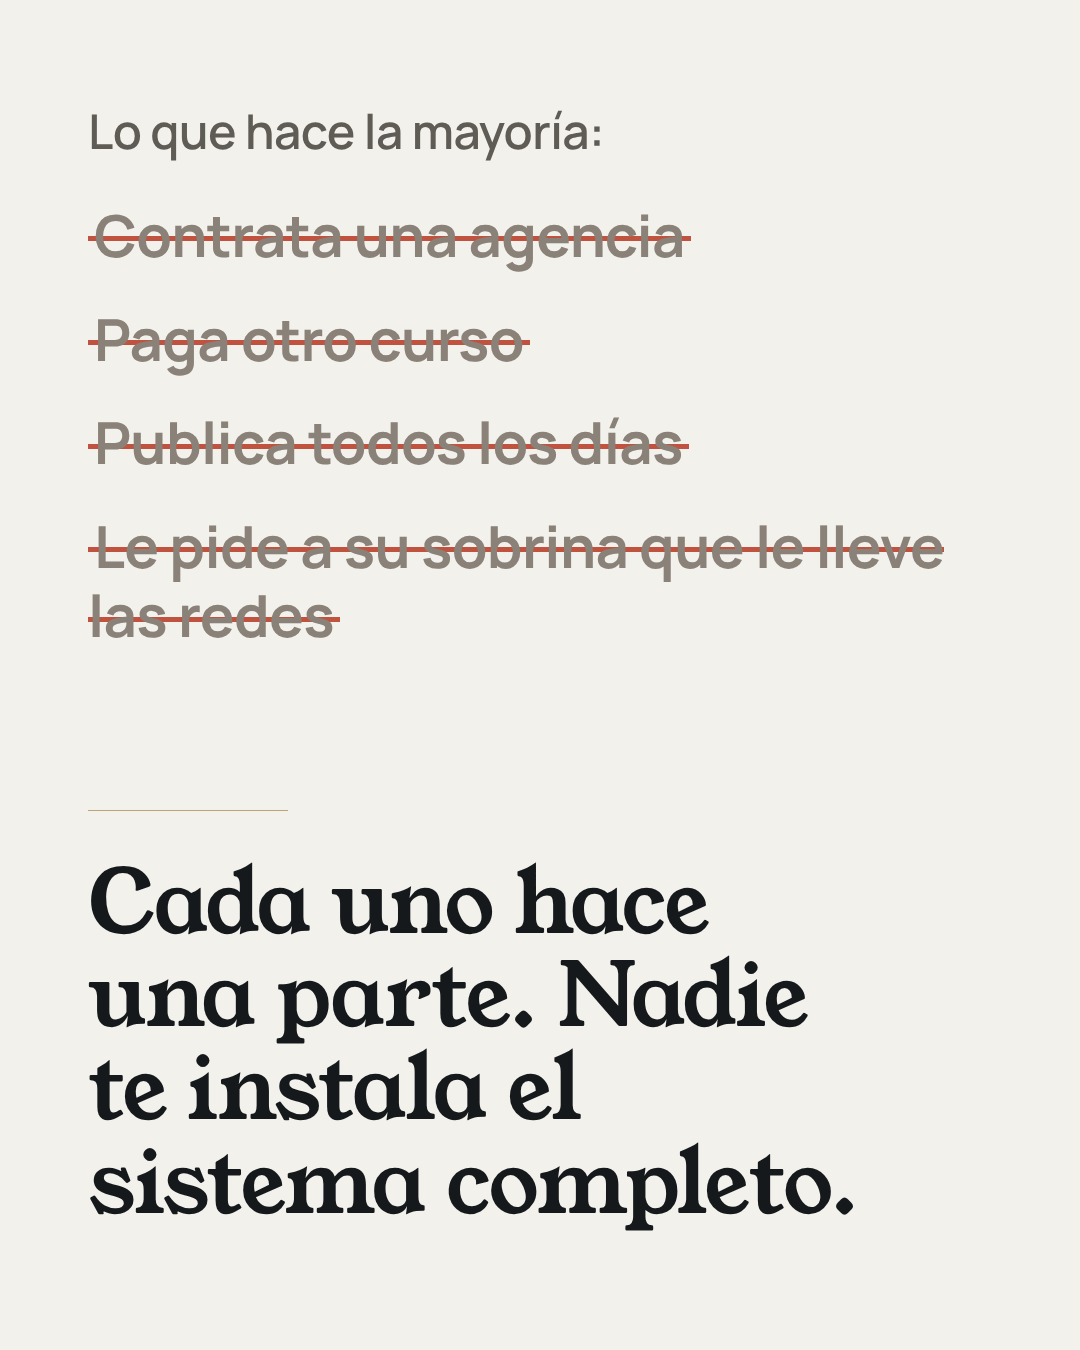 Lo que hace la mayoría:
Contrata una agencia
Paga otro curso
Publica todos los días
Le pide a su sobrina que le lleve
las redes
Cada uno hace
una parte. Nadie
te instala el
sistema completo.